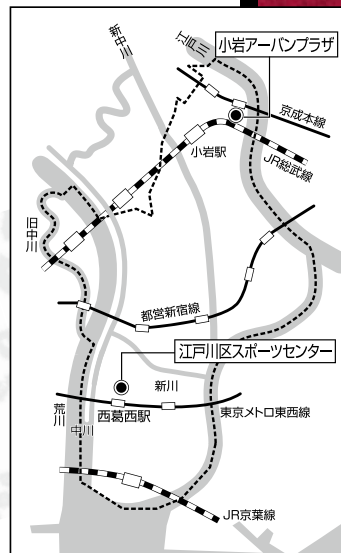 新中川
江戸川
小岩アーバンプラザ
京成本線
小岩駅
JR総武線
旧中川
都営新宿線
江戸川区スポーツセンター
新川
荒川
中川
西葛西駅
東京メトロ東西線
JR京葉線